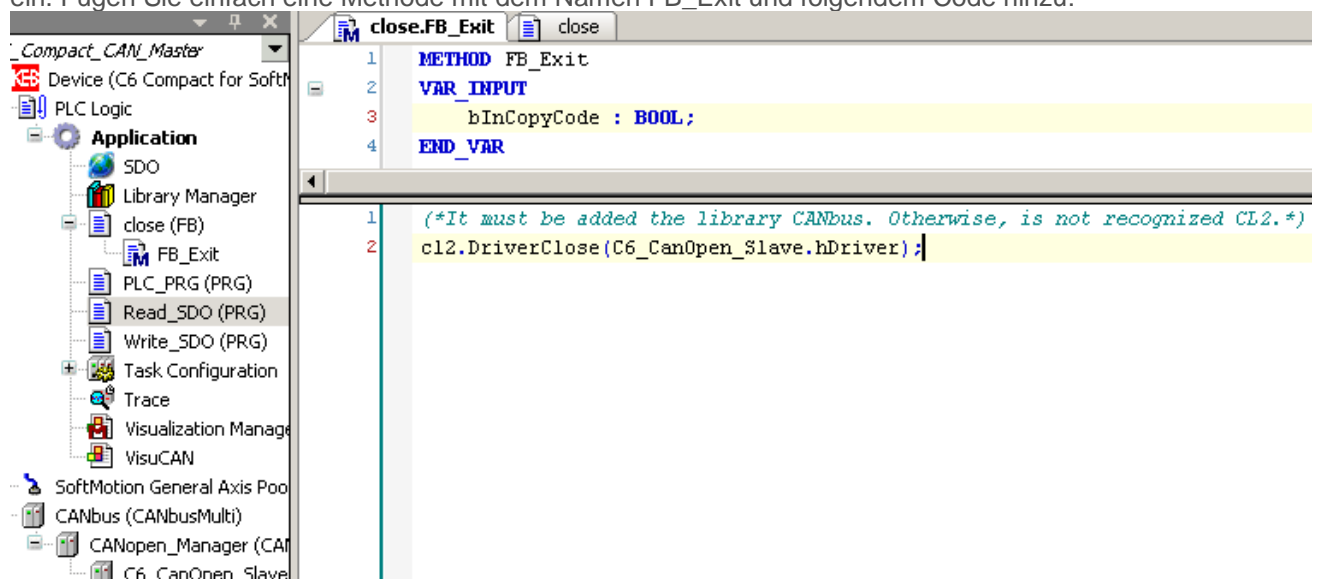 ein. Fügen Sie einfach eine Methode mit dem Namen FB_Exit und folgendem Code hinzu:
close.FB_Exit
close
_Compact_CAN_Master
KEB Device (C6 Compact for SoftM
PLC Logic
Application
SDO
Library Manager
close (FB)
FB_Exit
PLC_PRG (PRG)
Read_SDO (PRG)
Write_SDO (PRG)
Task Configuration
Trace
Visualization Manage
VisuCAN
SoftMotion General Axis Poo
CANbus (CANbusMulti)
CANopen_Manager (CAN
C6_CanOpen_Slave
1 METHOD FB_Exit
2 VAR_INPUT
3 bInCopyCode : BOOL;
4 END_VAR
1 (*It must be added the library CANbus. Otherwise, is not recognized CL2.*)
2 cl2.DriverClose(C6_CanOpen_Slave.hDriver);